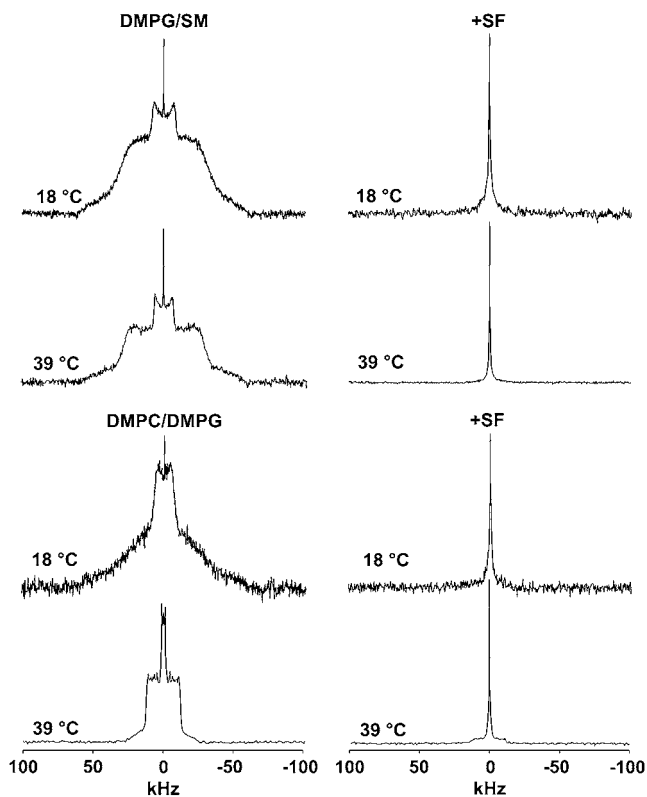 DMPG/SM
+SF
18 °C
18 °C
39 °C
39 °C
DMPC/DMPG
+SF
18 °C
18 °C
39 °C
39 °C
100 50 0 -50 -100
100 50 0 -50 -100
kHz
kHz